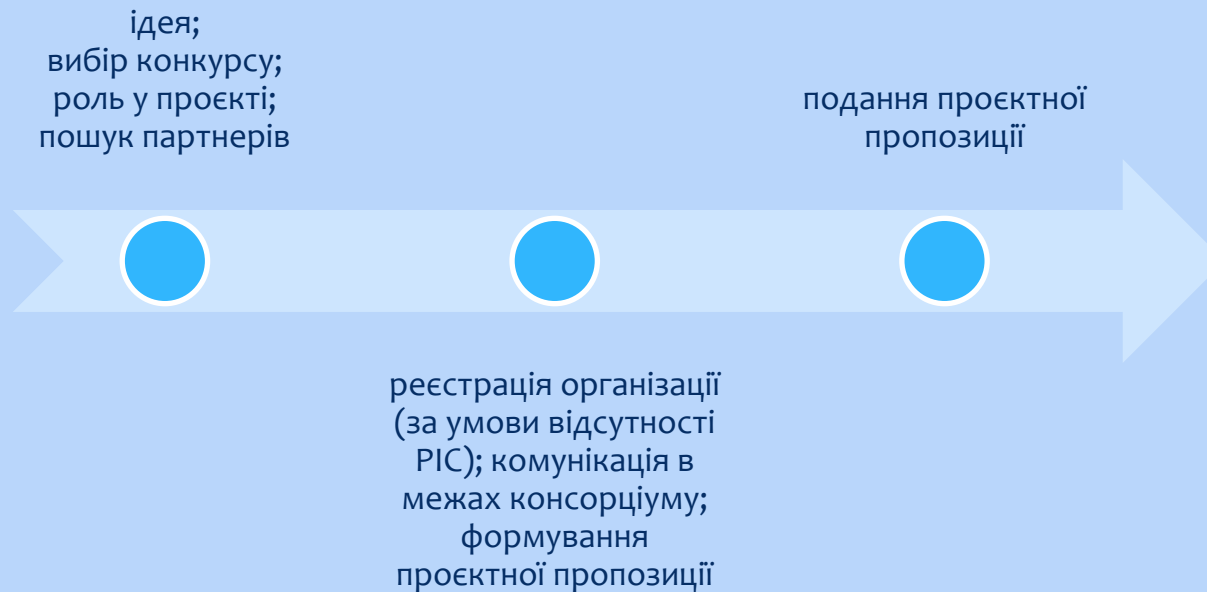 ідея;
вибір конкурсу;
роль у проєкті;
пошук партнерів
реєстрація організації
(за умови відсутності
PIC); комунікація в
межах консорціуму;
формування
проєктної пропозиції
подання проєктної
пропозиції